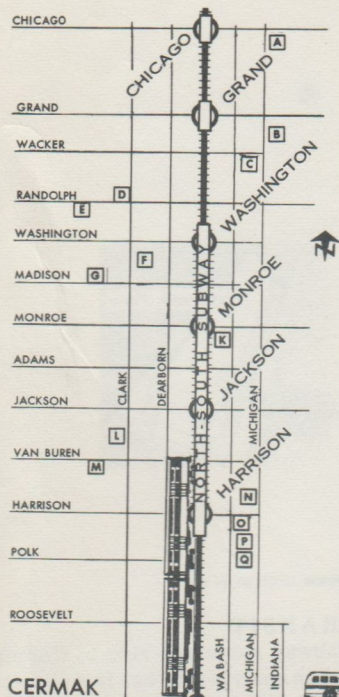 CHICAGO
A
CHICAGO
GRAND
GRAND
B
WACKER
C
WASHINGTON
RANDOLPH
D
E
WASHINGTON
F
MADISON
G
MONROE
MONROE
K
NORTH-SOUTH SUBWAY
ADAMS
JACKSON
CLARK
DEARBORN
MICHIGAN
JACKSON
L
HARRISON
VAN BUREN
M
N
HARRISON
O
P
POLK
Q
ROOSEVELT
WABASH
MICHIGAN
INDIANA
CERMAK
N